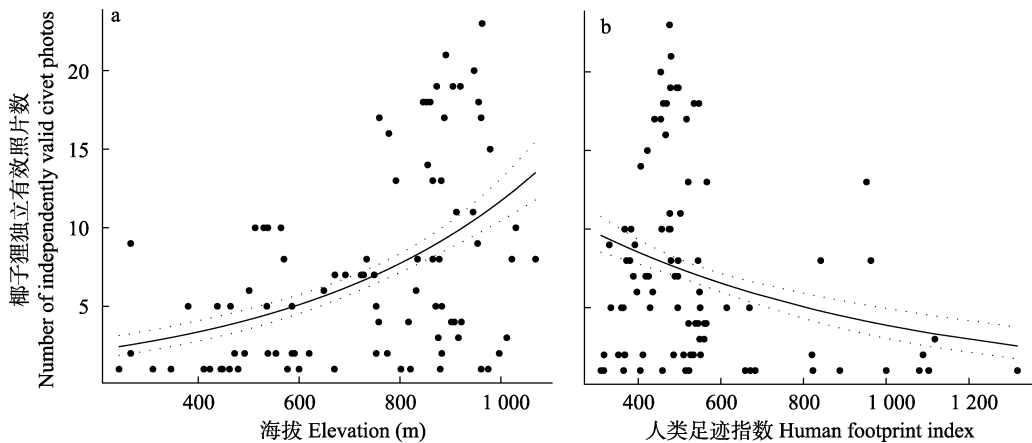 a
b
椰子狸独立有效照片数
Number of independently valid civet photos
20
15
10
5
400
600
800
1 000
400
600
800
1 000
1 200
海拔 Elevation (m)
人类足迹指数 Human footprint index